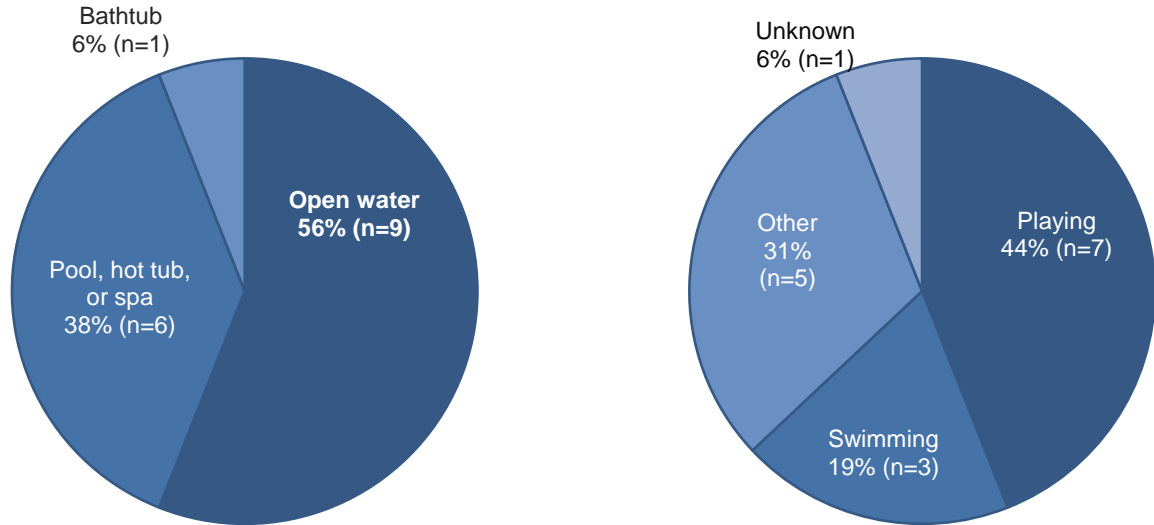 Bathtub
6% (n=1)
Open water
56% (n=9)
Pool, hot tub,
or spa
38% (n=6)
Unknown
6% (n=1)
Playing
44% (n=7)
Other
31%
(n=5)
Swimming
19% (n=3)